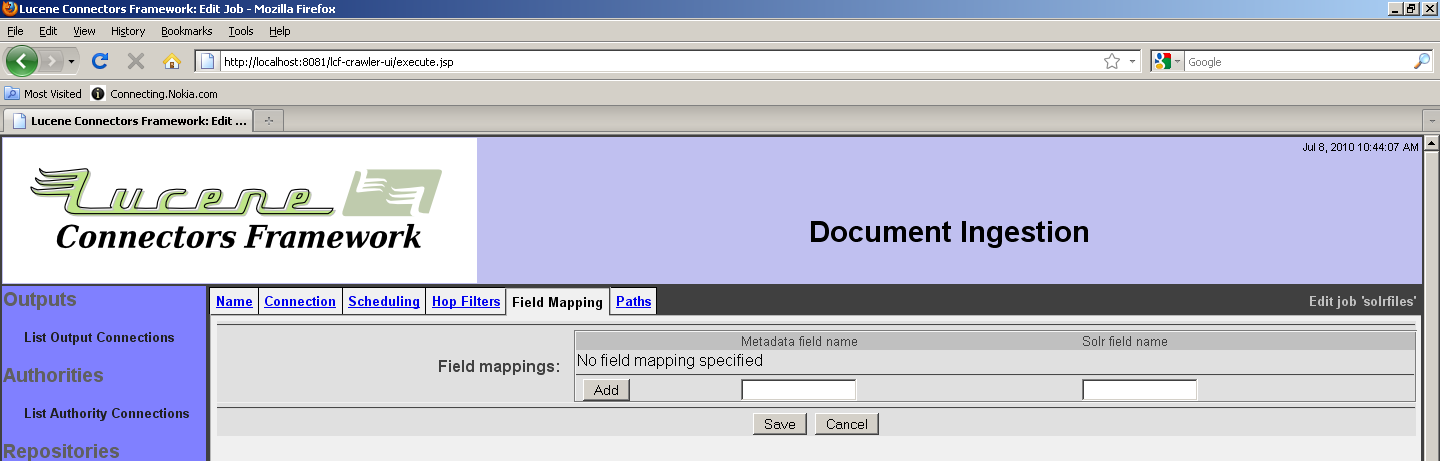 Lucene Connectors Framework: Edit Job - Mozilla Firefox
File Edit View History Bookmarks Tools Help
http://localhost:8081/lcf-crawler-ui/execute.jsp
Google
Most Visited Connecting.Nokia.com
Lucene Connectors Framework: Edit ...
Jul 8, 2010 10:44:07 AM
Lucene
Connectors Framework
Document Ingestion
Outputs
List Output Connections
Authorities
List Authority Connections
Repositories
Name Connection Scheduling Hop Filters Field Mapping Paths
Edit job 'solrfiles'
Metadata field name Solr field name
Field mappings:
No field mapping specified
Add
Save Cancel